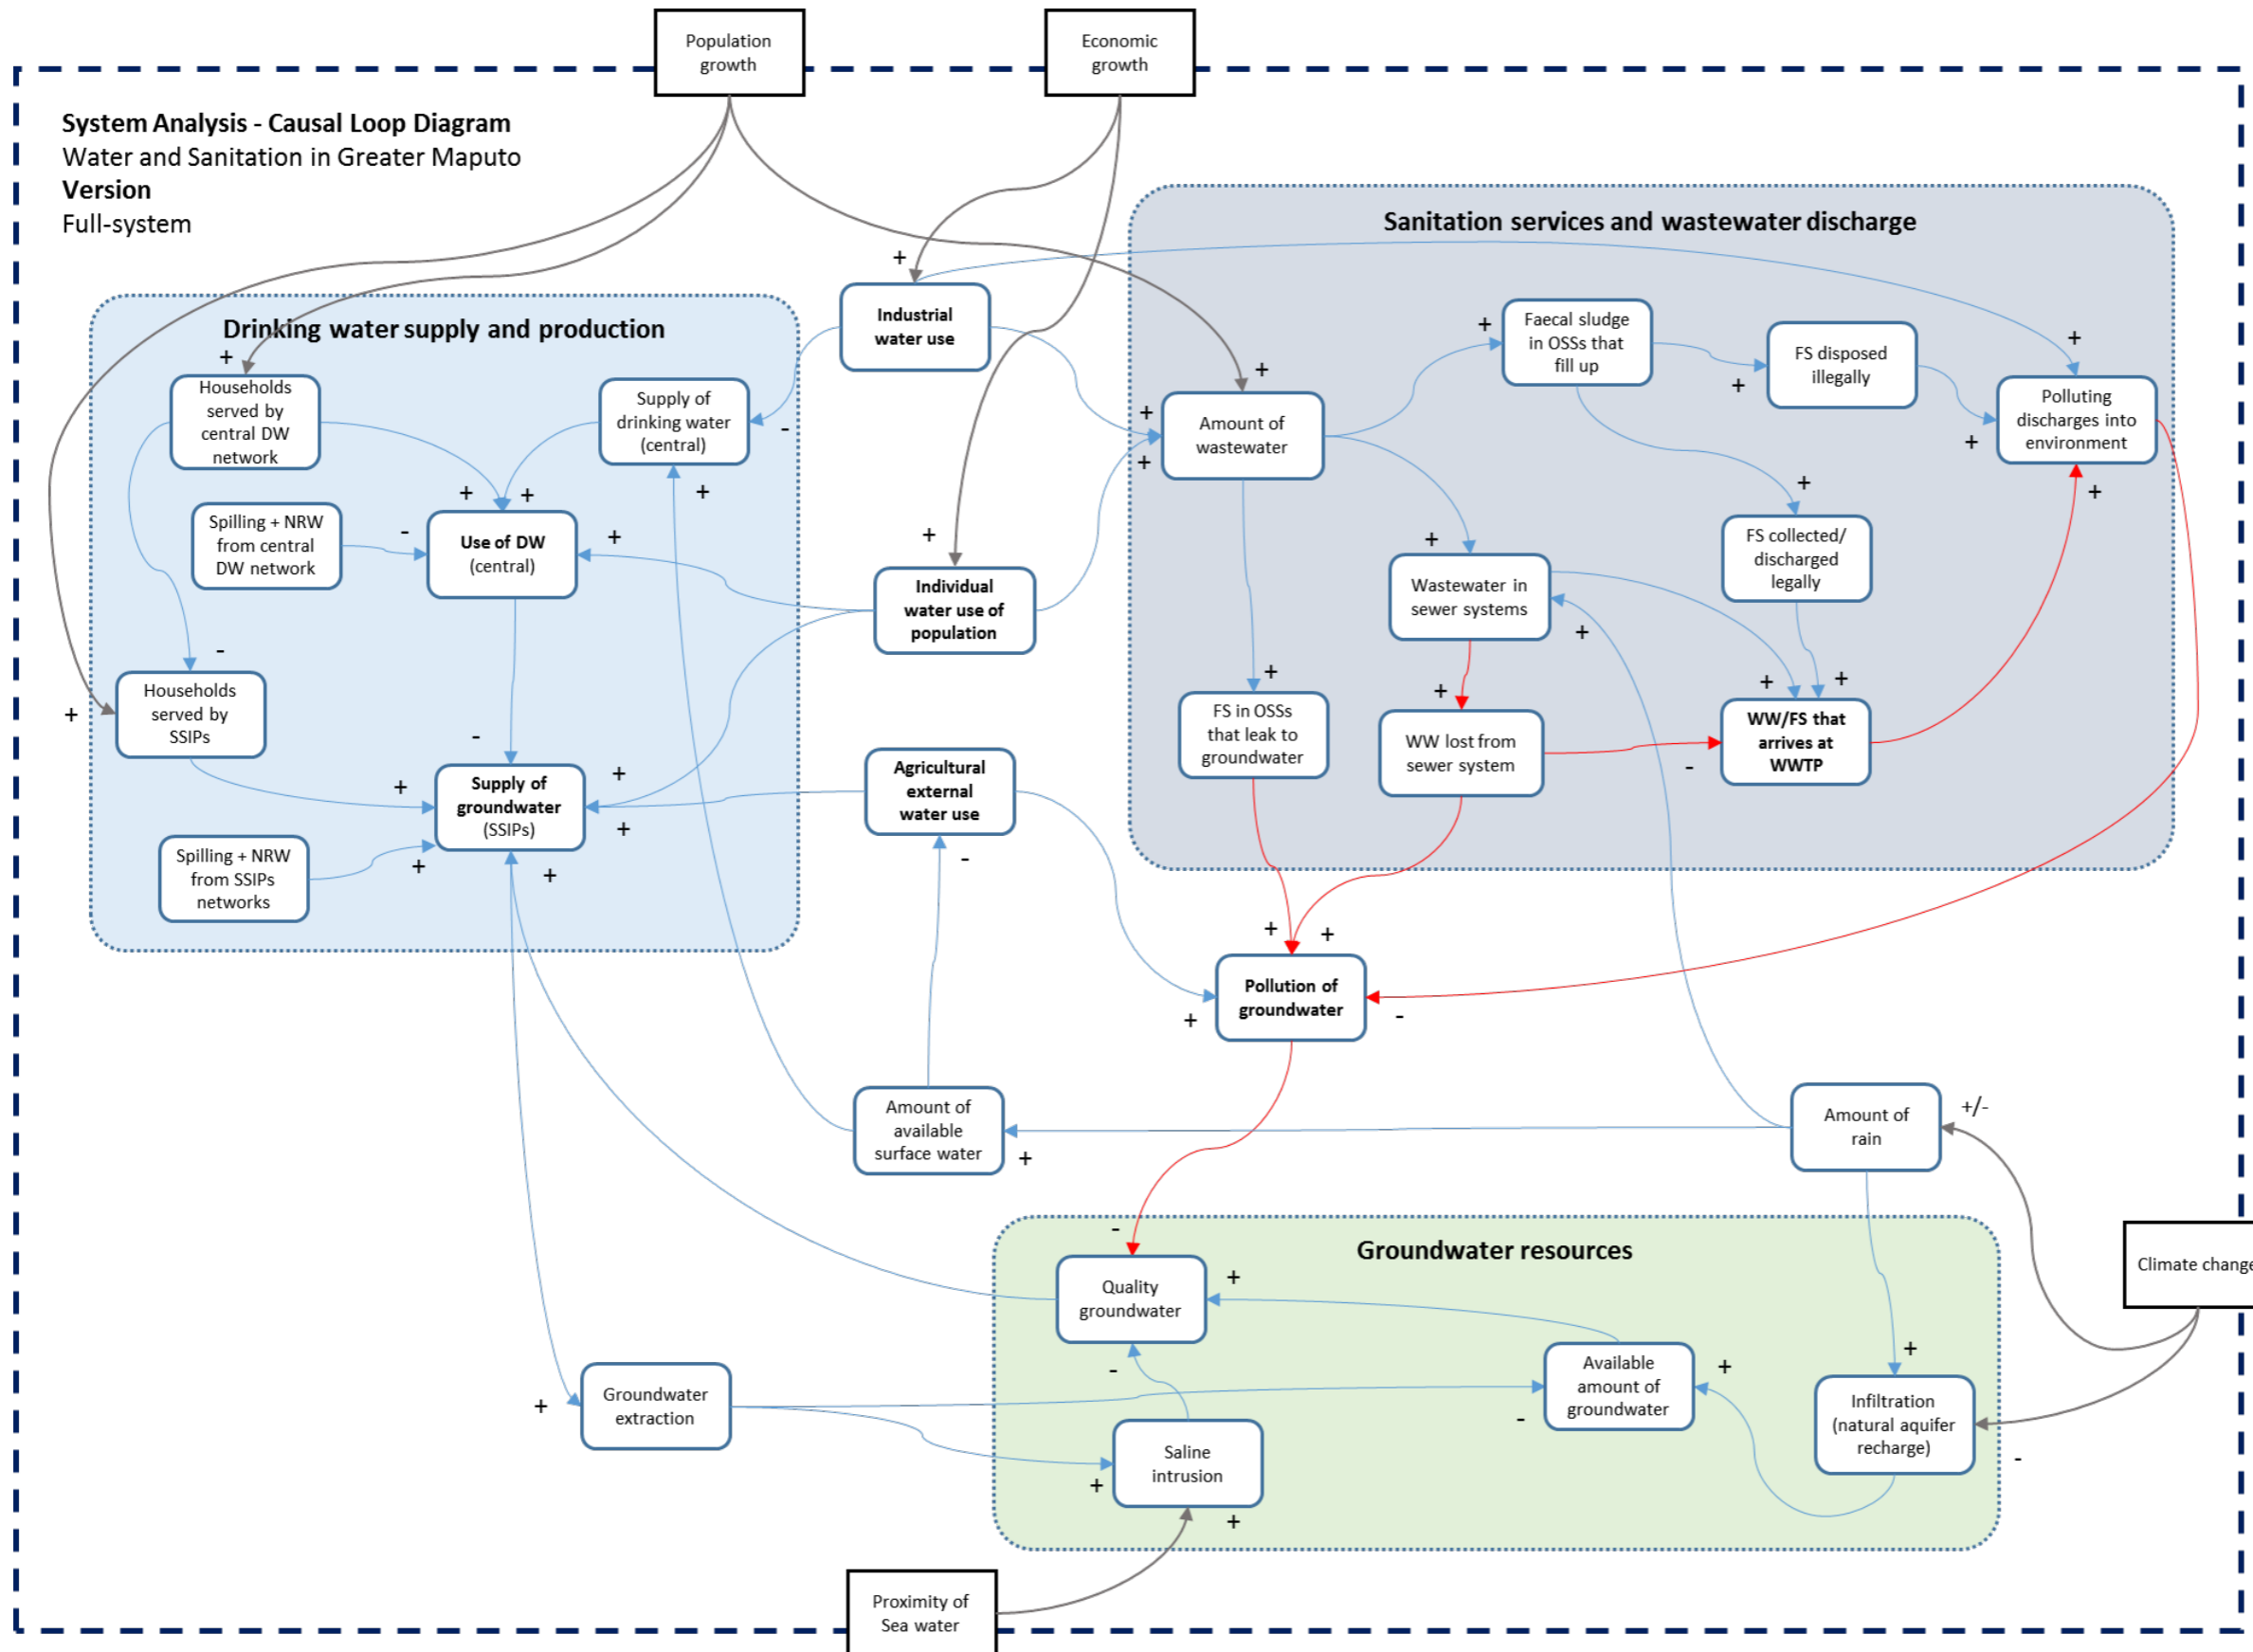 Population
growth
Economic
growth
System Analysis - Causal Loop Diagram
Water and Sanitation in Greater Maputo
Version
Full-system
Sanitation services and wastewater discharge
+
Industrial
water use
Drinking water supply and production
+
Households
served by
central DW
network
Supply of
drinking water
(central)
-
+
+
Spilling + NRW
from central
DW network
-
+
+
Use of DW
(central)
+
+
Individual
water use of
population
-
Households
served by
SSIPs
+
-
+
Supply of
groundwater
(SSIPs)
+
+
Spilling + NRW
from SSIPs
networks
+
+
Agricultural
external
water use
-
+
+
+
Amount of
wastewater
+
Faecal sludge
in OSSs that
fill up
+
FS disposed
illegally
+
Polluting
discharges into
environment
+
+
+
FS collected/
discharged
legally
+
Wastewater in
sewer systems
+
+
FS in OSSs
that leak to
groundwater
+
WW lost from
sewer system
+
+
WW/FS that
arrives at
WWTP
-
+
+
Pollution of
groundwater
+
-
Amount of
available
surface water
+
Amount of
rain
+/-
Climate change
Groundwater resources
-
Quality
groundwater
+
-
Available
amount of
groundwater
+
-
+
Infiltration
(natural aquifer
recharge)
-
Groundwater
extraction
+
Saline
intrusion
+
+
Proximity of
Sea water